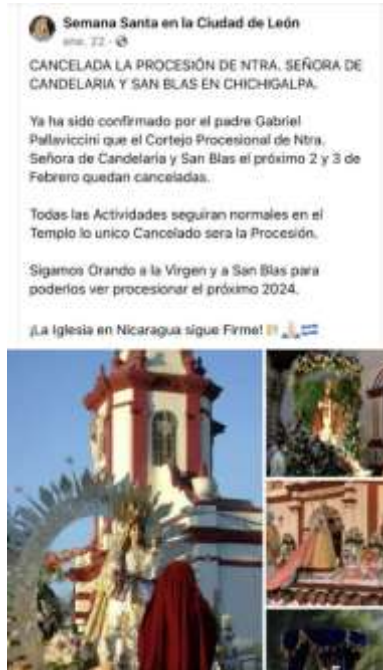 Semana Santa en la Ciudad de León
ene. 22 ·
CANCELADA LA PROCESIÓN DE NTRA. SEÑORA DE
CANDELARIA Y SAN BLAS EN CHICHIGALPA.
Ya ha sido confirmado por el padre Gabriel
Pallaviccini que el Cortejo Procesional de Ntra.
Señora de Candelaria y San Blas el próximo 2 y 3 de
Febrero quedan canceladas.
Todas las Actividades seguiran normales en el
Templo lo unico Cancelado sera la Procesión.
Sigamos Orando a la Virgen y a San Blas para
poderlos ver procesionar el próximo 2024.
¡La Iglesia en Nicaragua sigue Firme!